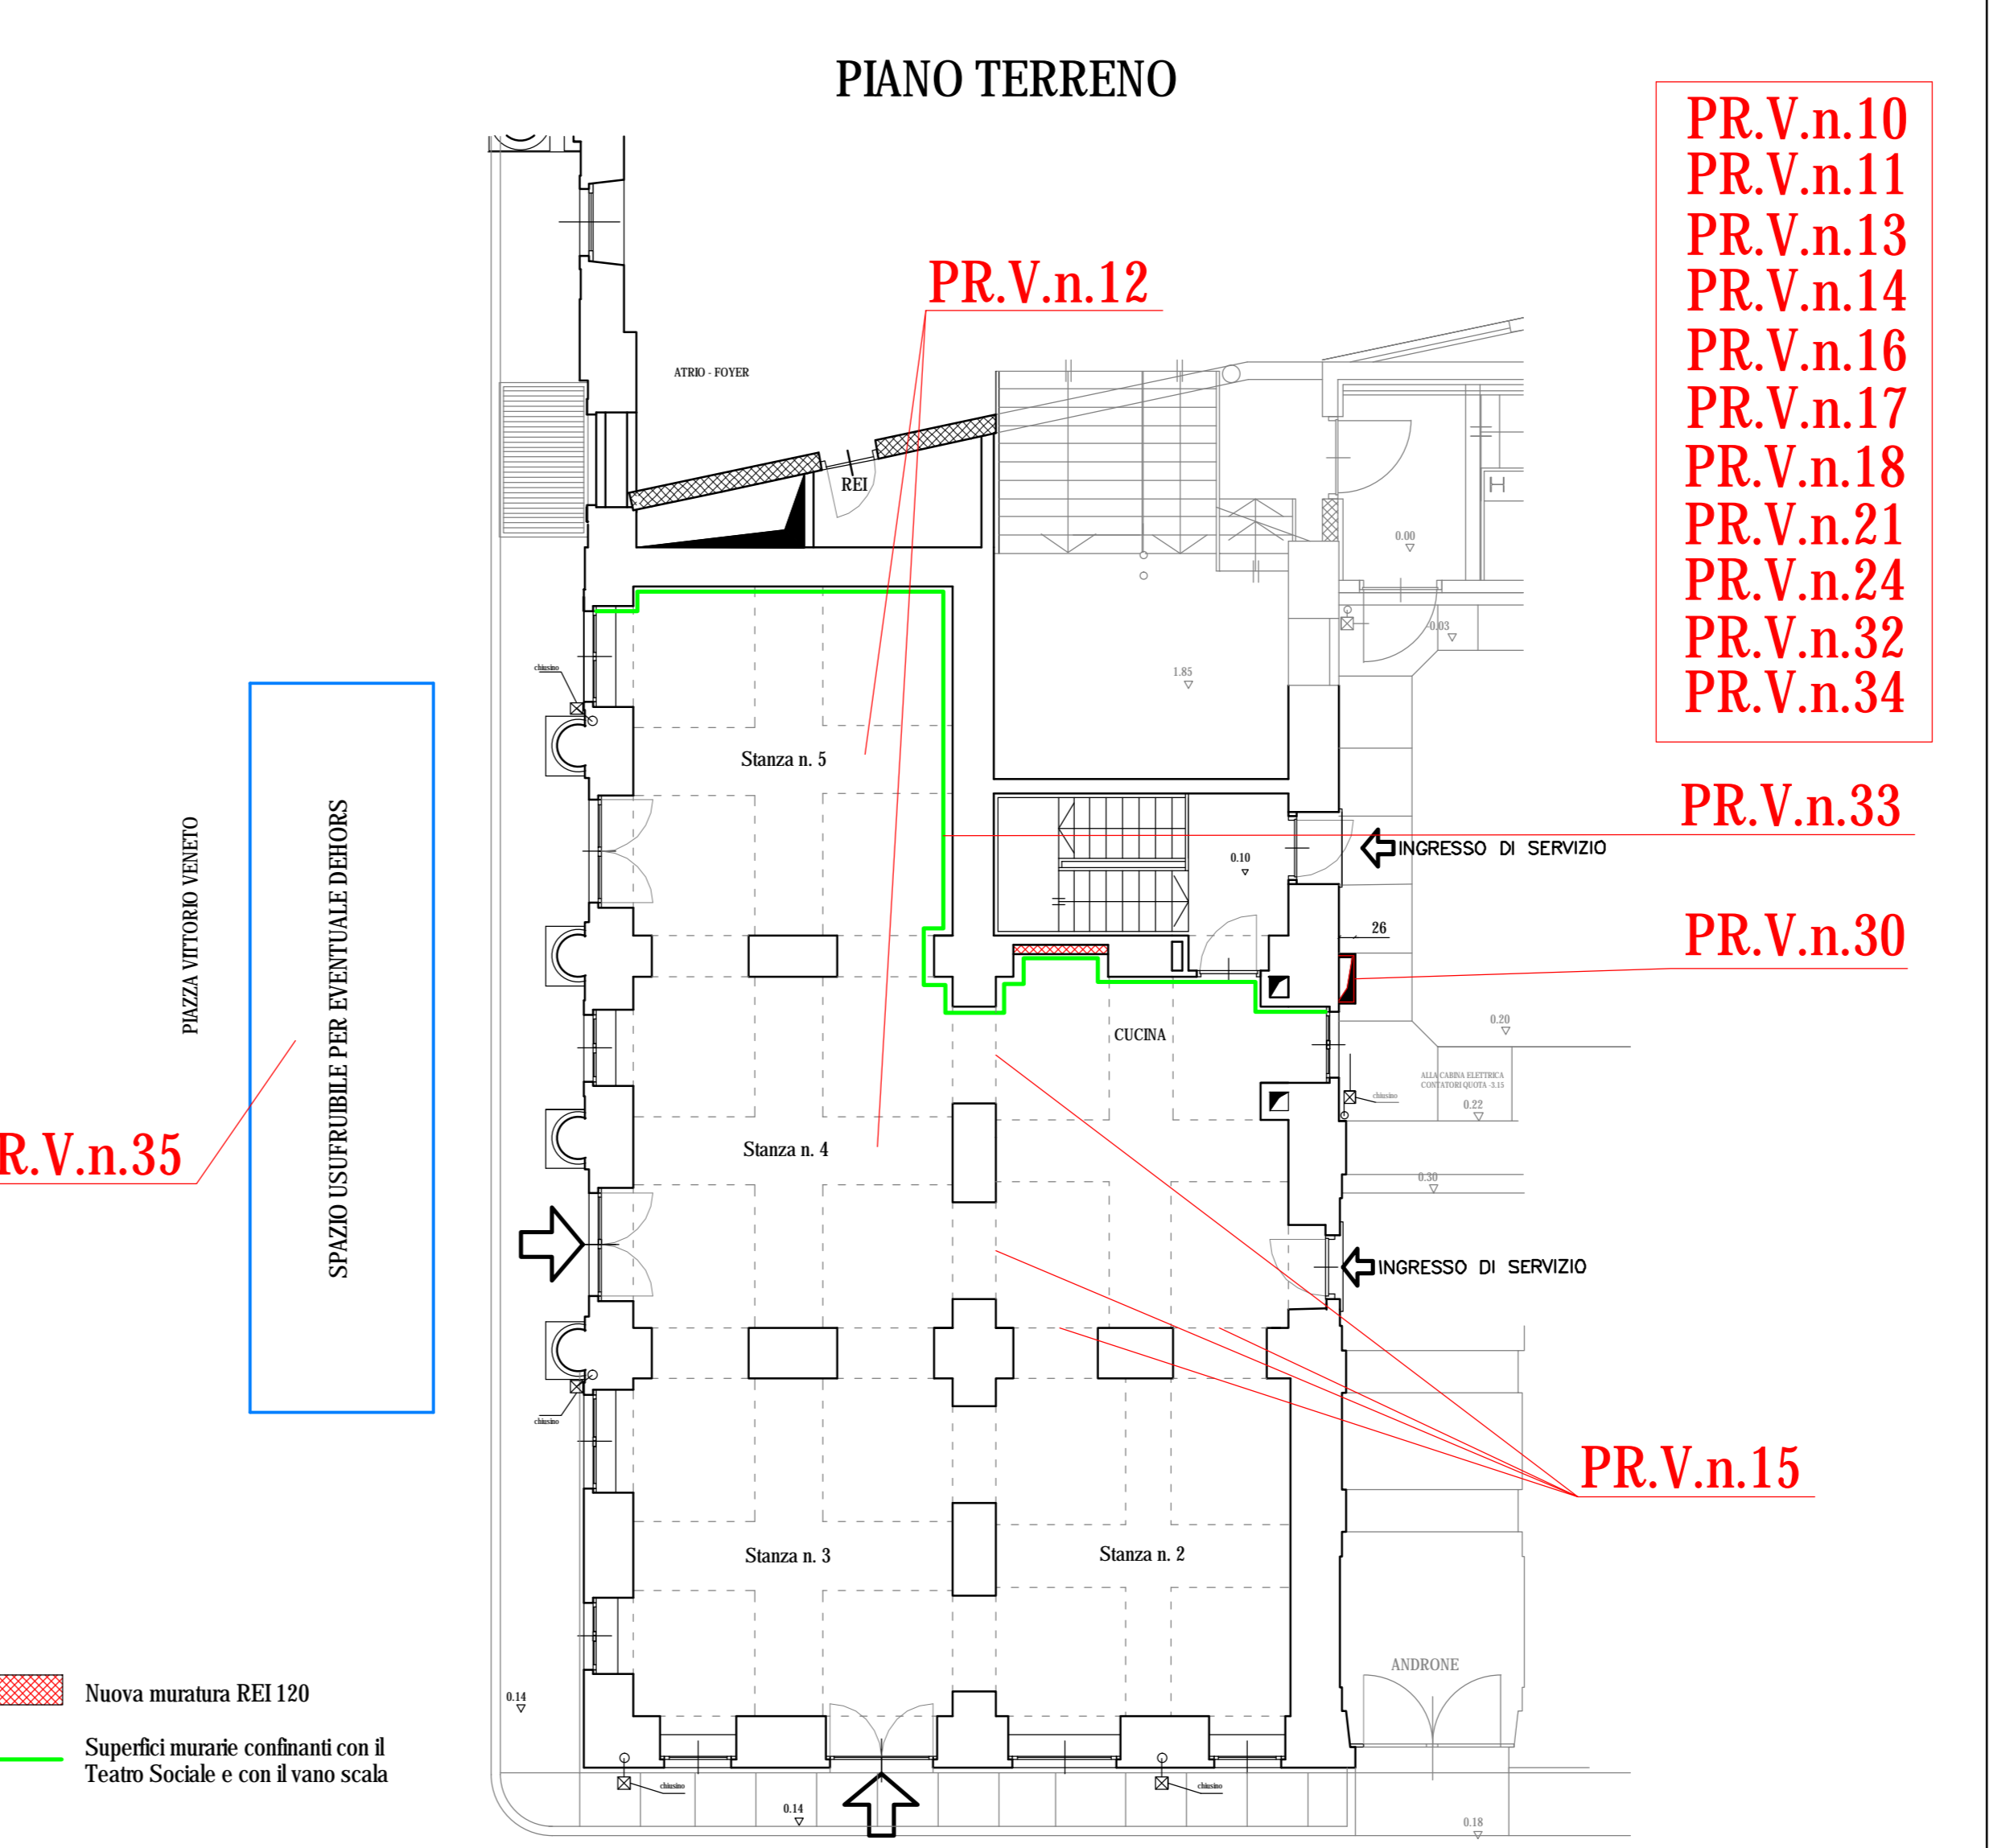 PIANO TERRENO
PR.V.n.10
PR.V.n.11
PR.V.n.13
PR.V.n.14
PR.V.n.16
PR.V.n.17
PR.V.n.18
PR.V.n.21
PR.V.n.24
PR.V.n.32
PR.V.n.34
PR.V.n.12
ATRIO - FOYER
REI
H
0.00
-0.03
1.85
chiusino
Stanza n. 5
PR.V.n.33
INGRESSO DI SERVIZIO
0.10
PIAZZA VITTORIO VENETO
SPAZIO USUFRUIBILE PER EVENTUALE DEHORS
26
PR.V.n.30
CUCINA
0.20
ALLA CABINA ELETTRICA
CONTATORI QUOTA -3.15
chiusino
0.22
R.V.n.35
Stanza n. 4
0.30
INGRESSO DI SERVIZIO
chiusino
PR.V.n.15
Stanza n. 3
Stanza n. 2
ANDRONE
Nuova muratura REI 120
0.14
Superfici murarie confinanti con il
Teatro Sociale e con il vano scala
chiusino
chiusino
0.14
0.18